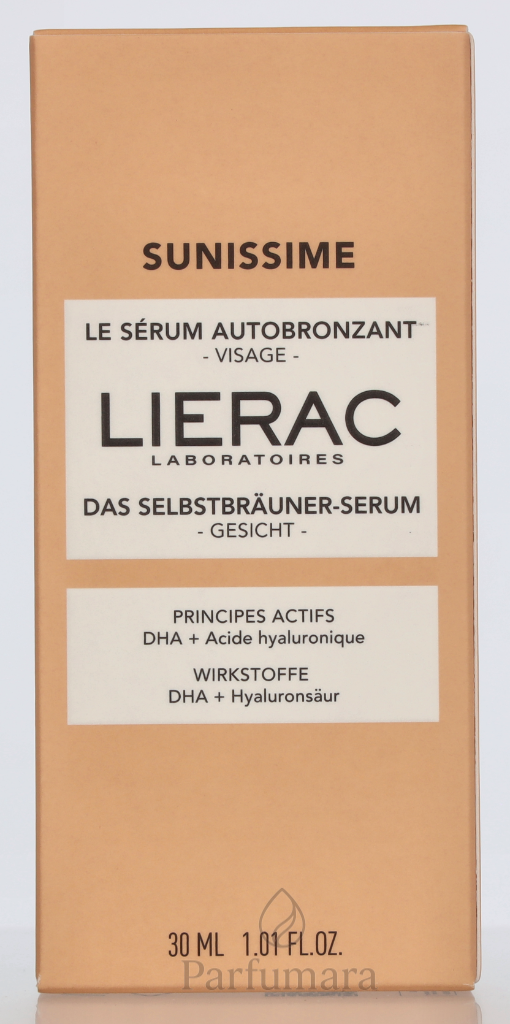 SUNISSIME
LE SÉRUM AUTOBRONZANT
- VISAGE -
LIERAC
LABORATOIRES
DAS SELBSTBRÄUNER-SERUM
- GESICHT -
PRINCIPES ACTIFS
DHA + Acide hyaluronique
WIRKSTOFFE
DHA + Hyaluronsäur
30 ML 1.01 FL.OZ.
Parfumara